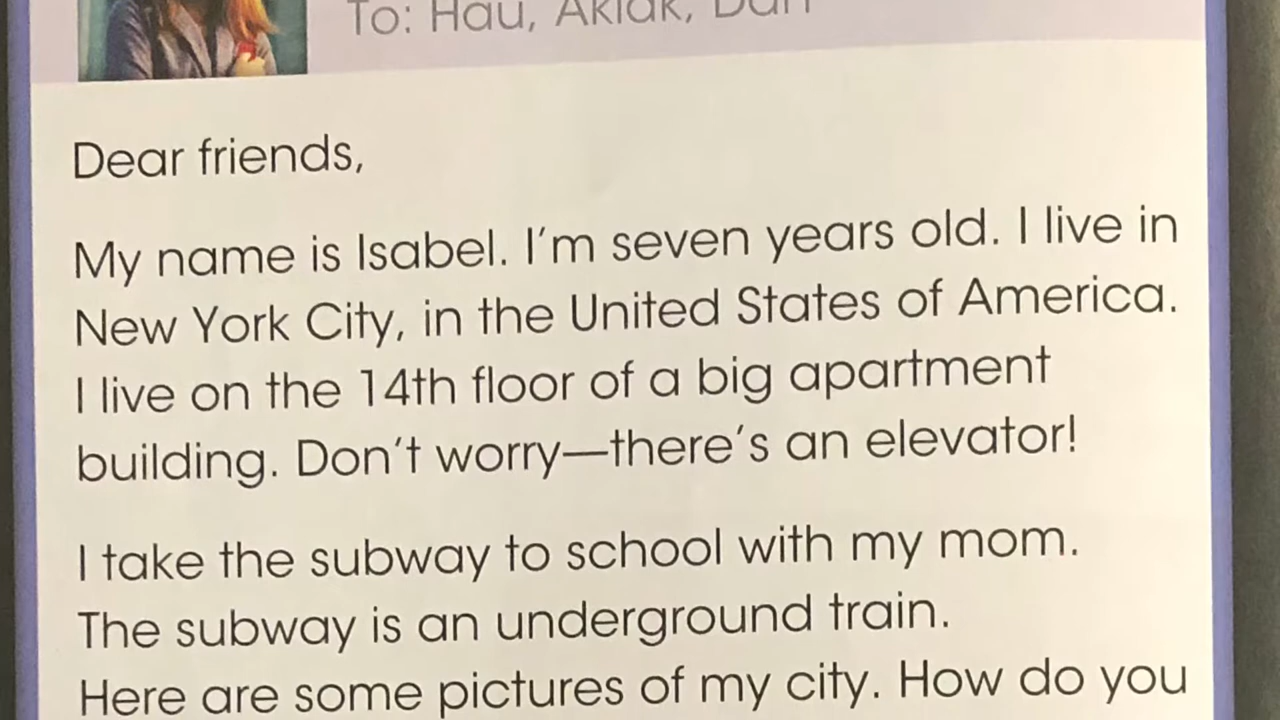 To: Hau, Aklak,
Dear friends,
My name is Isabel. I'm seven years old. I live in
New York City, in the United States of America.
I live on the 14th floor of a big apartment
building. Don't worry—there's an elevator!
I take the subway to school with my mom.
The subway is an underground train.
Here are some pictures of my city. How do you